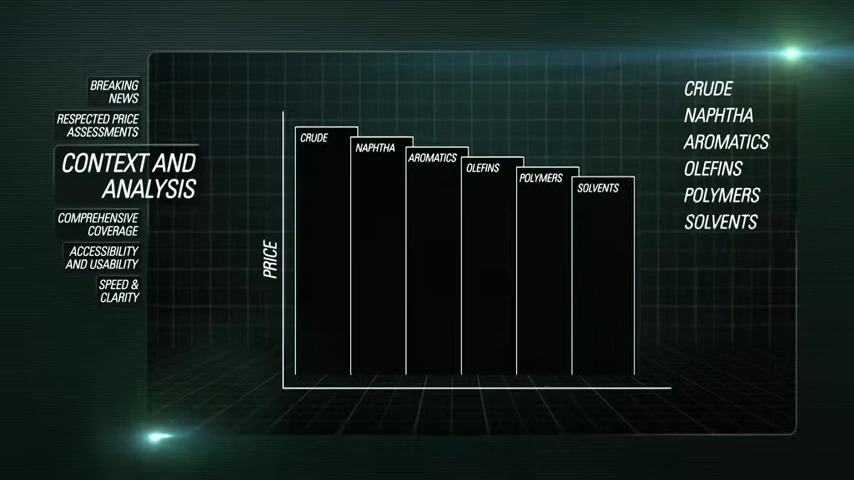 BREAKING
NEWS
RESPECTED PRICE
ASSESSMENTS
CONTEXT AND
ANALYSIS
COMPREHENSIVE
COVERAGE
ACCESSIBILITY
AND USABILITY
SPEED &
CLARITY
PRICE
CRUDE
NAPHTHA
AROMATICS
OLEFINS
POLYMERS
SOLVENTS
CRUDE
NAPHTHA
AROMATICS
OLEFINS
POLYMERS
SOLVENTS